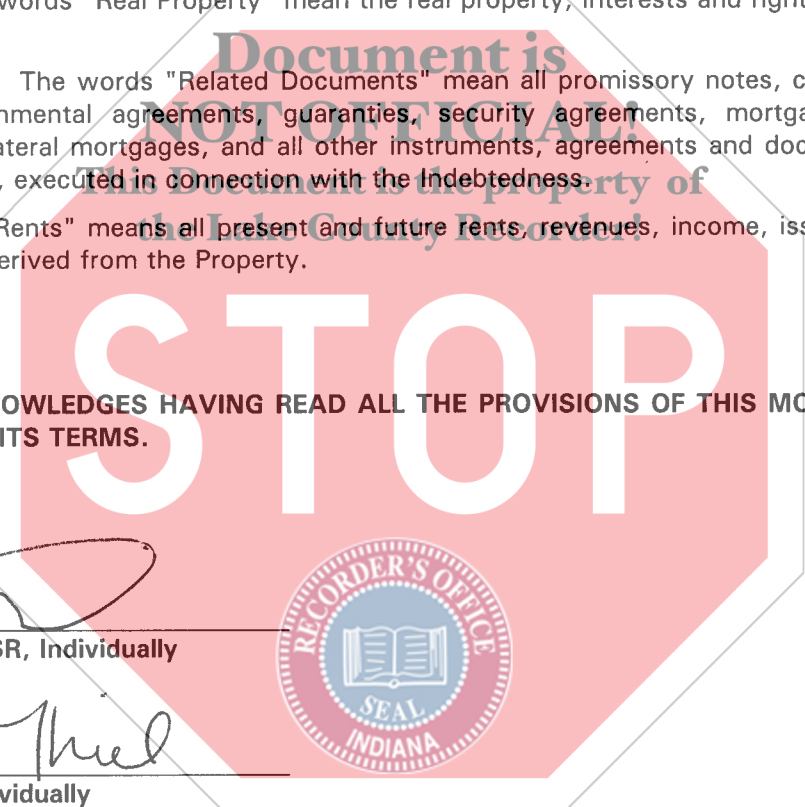 words "Real Property" mean the real property, interests and right
Document is
The words "Related Documents" mean all promissory notes, c
nmental agreements, guaranties, security agreements, mortga
NOT OFFICIAL!
ateral mortgages, and all other instruments, agreements and doc
, executed in connection with the Indebtedness.
This Document is the property of
Rents" means all present and future rents, revenues, income, iss
the Lake County Recorder!
erived from the Property.
STOP
OWLEDGES HAVING READ ALL THE PROVISIONS OF THIS MO
ITS TERMS.
SR, Individually
RECORDER'S OFFICE
SEAL
INDIANA
Thiel
vidually